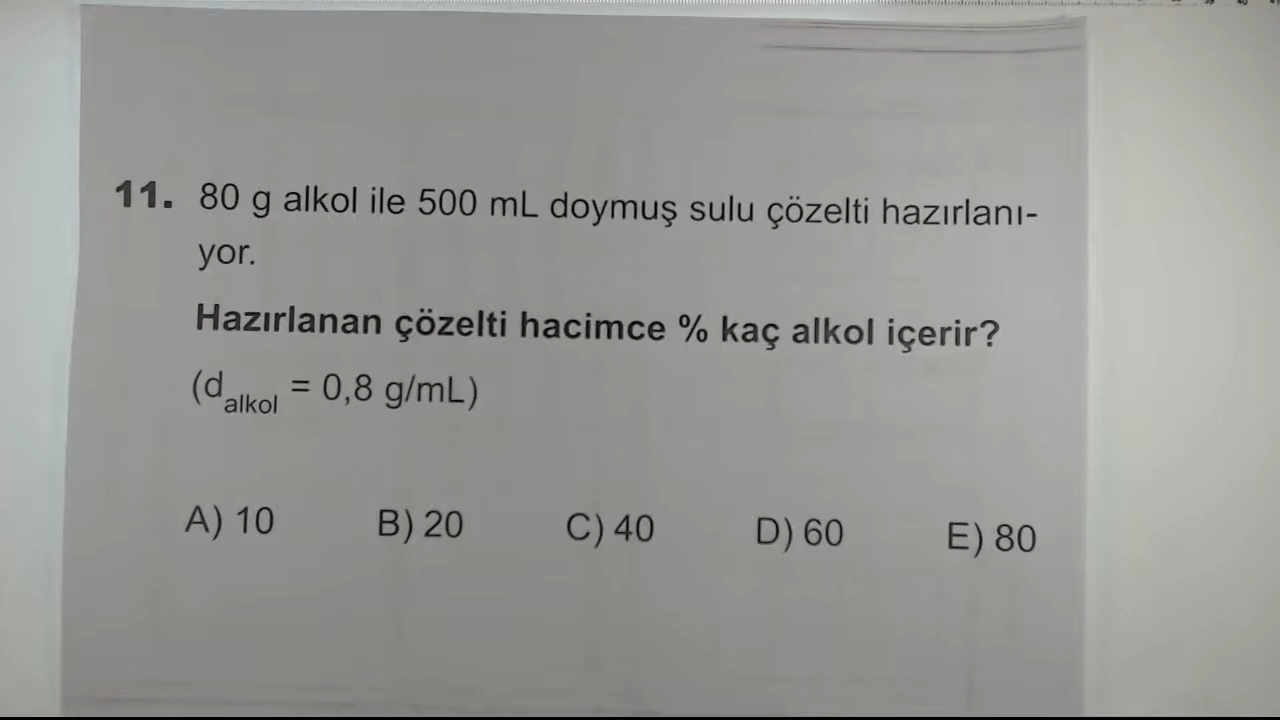 11. 80 g alkol ile 500 mL doymuş sulu çözelti hazırlanı-
yor.
Hazırlanan çözelti hacimce % kaç alkol içerir?
(d alkol = 0,8 g/mL)
A) 10 B) 20 C) 40 D) 60 E) 80